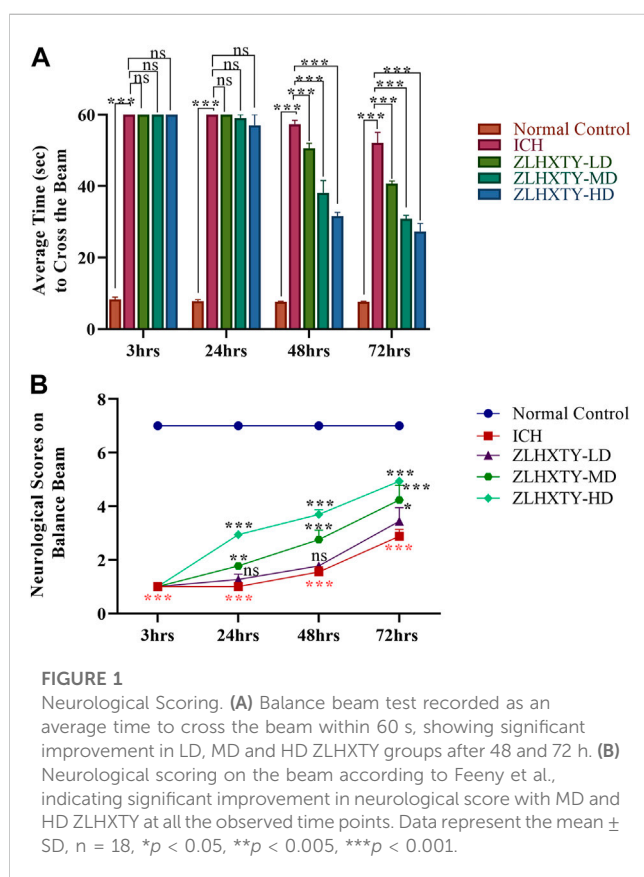 A
ns
ns
ns
***
ns
ns
ns
***
***
***
***
***
***
***
***
***
Average Time (sec)
to Cross the Beam
60
40
20
0
3hrs 24hrs 48hrs 72hrs
Normal Control
ICH
ZLHXTY-LD
ZLHXTY-MD
ZLHXTY-HD
B
Neurological Scores on
Balance Beam
8
6
4
2
0
***
***
**
ns
***
***
***
ns
***
***
***
*
***
3hrs 24hrs 48hrs 72hrs
Normal Control
ICH
ZLHXTY-LD
ZLHXTY-MD
ZLHXTY-HD
FIGURE 1
Neurological Scoring. (A) Balance beam test recorded as an
average time to cross the beam within 60 s, showing significant
improvement in LD, MD and HD ZLHXTY groups after 48 and 72 h. (B)
Neurological scoring on the beam according to Feeny et al.,
indicating significant improvement in neurological score with MD and
HD ZLHXTY at all the observed time points. Data represent the mean ±
SD, n = 18, *p < 0.05, **p < 0.005, ***p < 0.001.